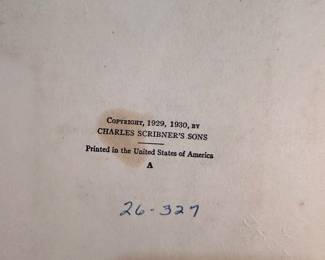 COPYRIGHT, 1929, 1930, BY
CHARLES SCRIBNER'S SONS
Printed in the United States of America
A
26-327